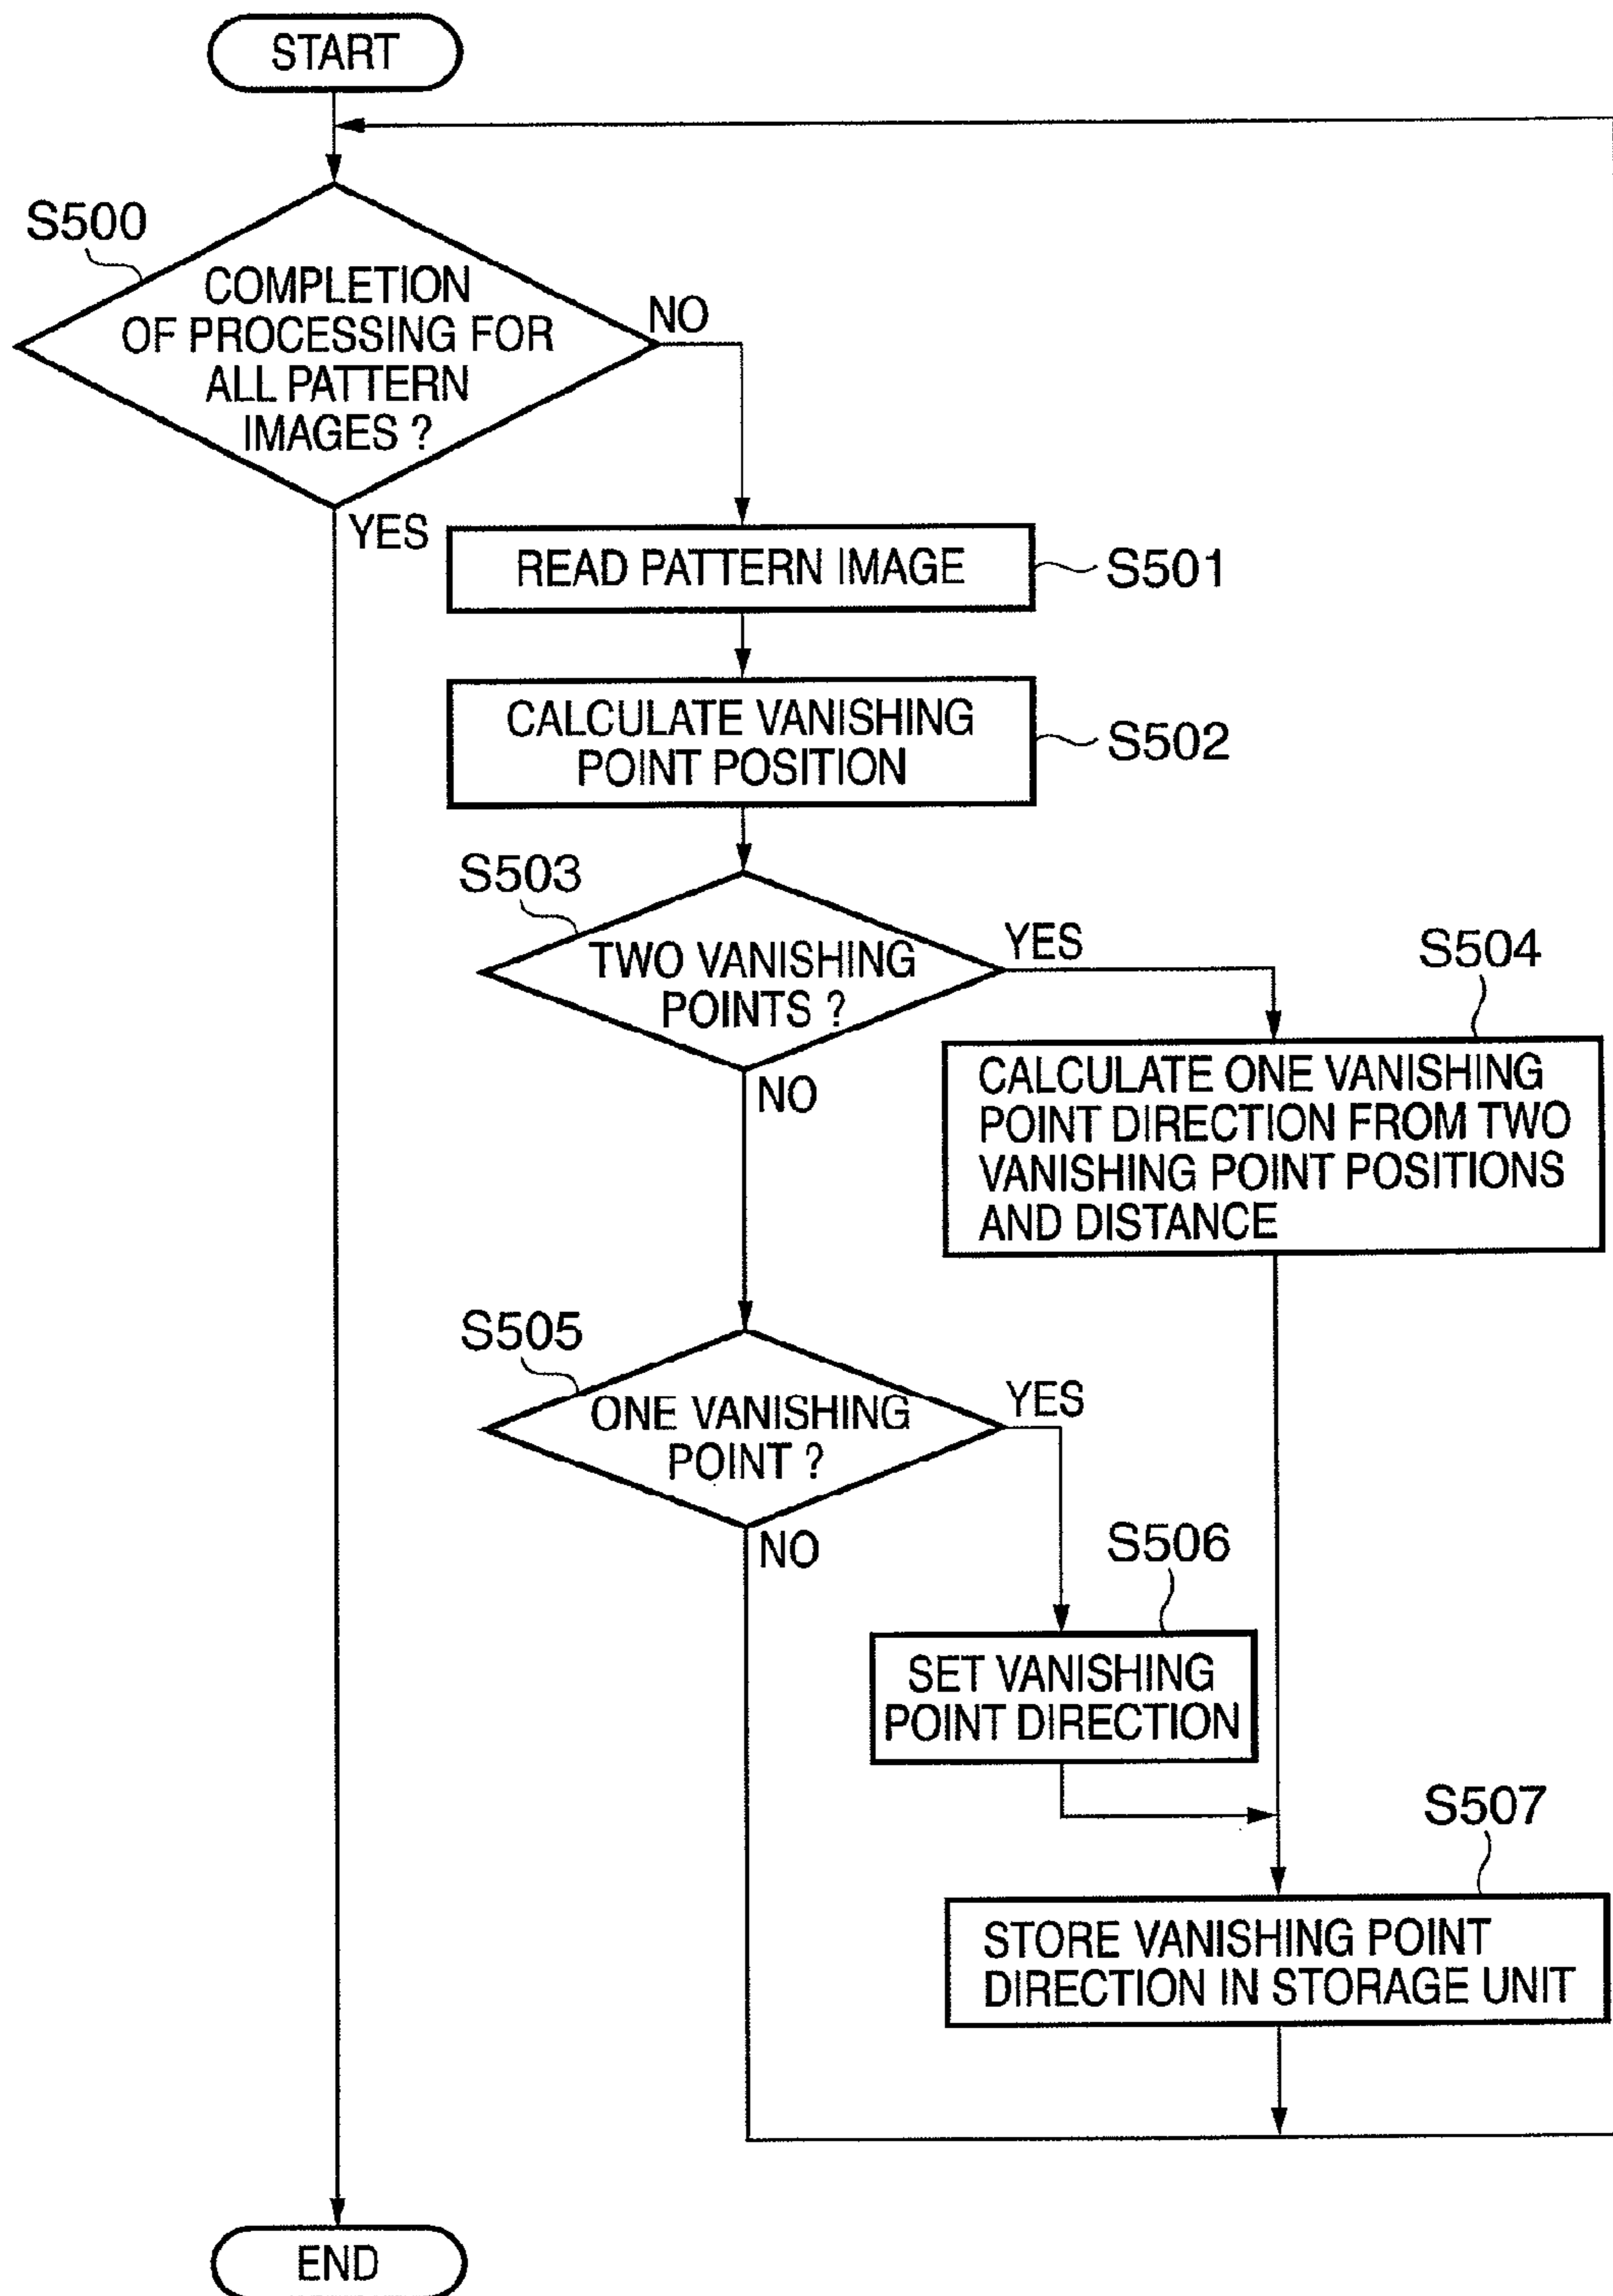 START
S500
COMPLETION
OF PROCESSING FOR
ALL PATTERN
IMAGES ?
NO
YES
READ PATTERN IMAGE
S501
CALCULATE VANISHING
POINT POSITION
S502
S503
TWO VANISHING
POINTS ?
YES
NO
S504
CALCULATE ONE VANISHING
POINT DIRECTION FROM TWO
VANISHING POINT POSITIONS
AND DISTANCE
S505
ONE VANISHING
POINT ?
YES
NO
S506
SET VANISHING
POINT DIRECTION
S507
STORE VANISHING POINT
DIRECTION IN STORAGE UNIT
END